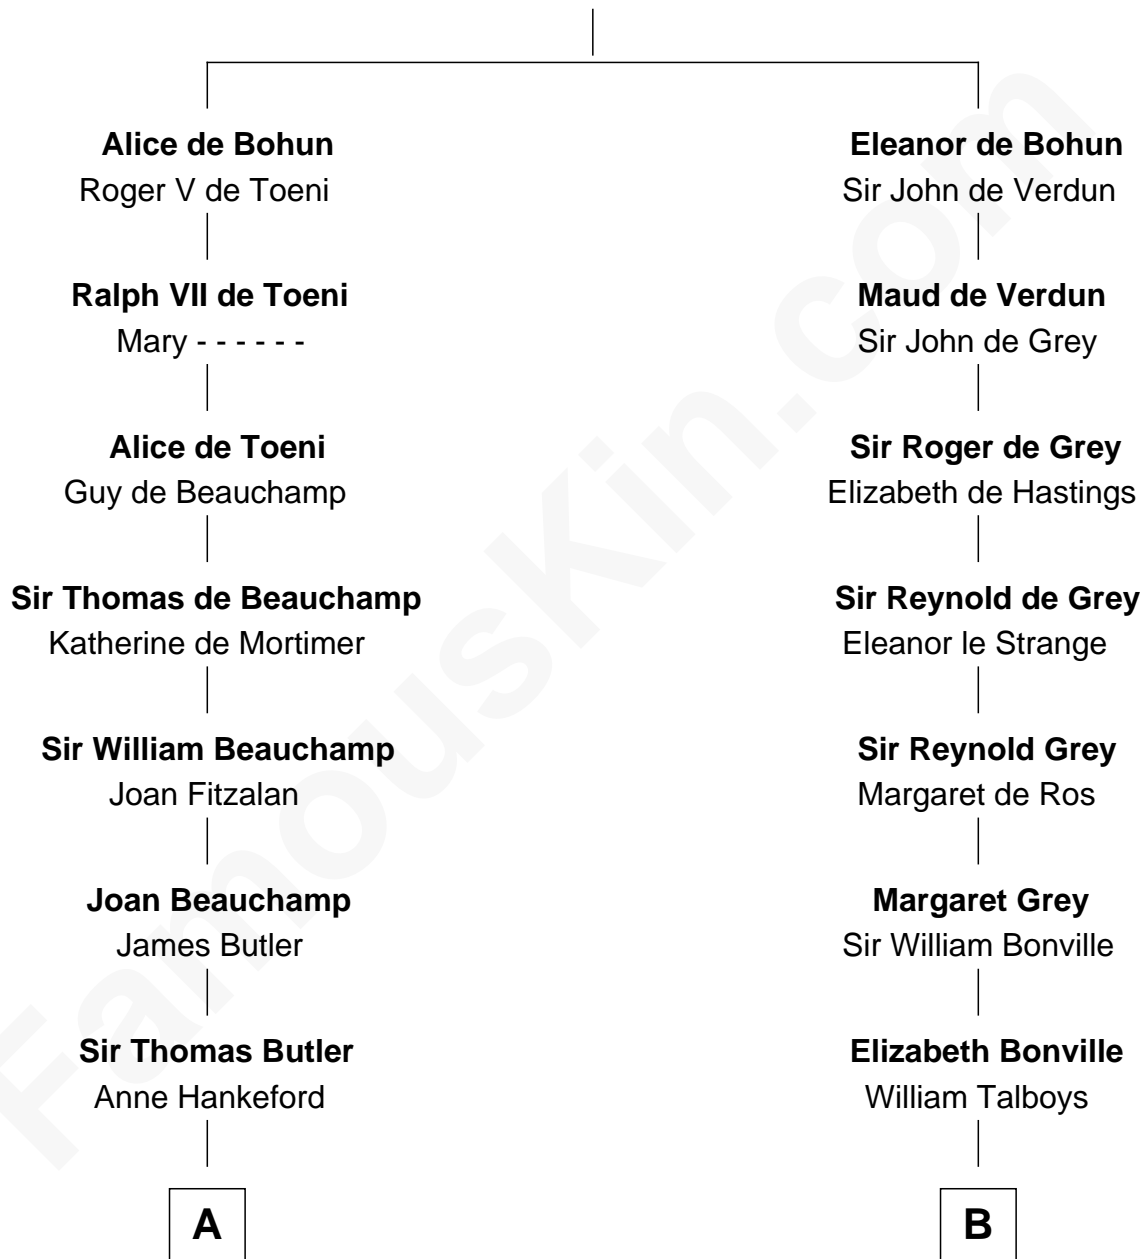 Alice de Bohun
Roger V de Toeni
Ralph VII de Toeni
Mary - - - - - -
Alice de Toeni
Guy de Beauchamp
Sir Thomas de Beauchamp
Katherine de Mortimer
Sir William Beauchamp
Joan Fitzalan
Joan Beauchamp
James Butler
Sir Thomas Butler
Anne Hankeford
A
Eleanor de Bohun
Sir John de Verdun
Maud de Verdun
Sir John de Grey
Sir Roger de Grey
Elizabeth de Hastings
Sir Reynold de Grey
Eleanor le Strange
Sir Reynold Grey
Margaret de Ros
Margaret Grey
Sir William Bonville
Elizabeth Bonville
William Talboys
B
FamousKin.com